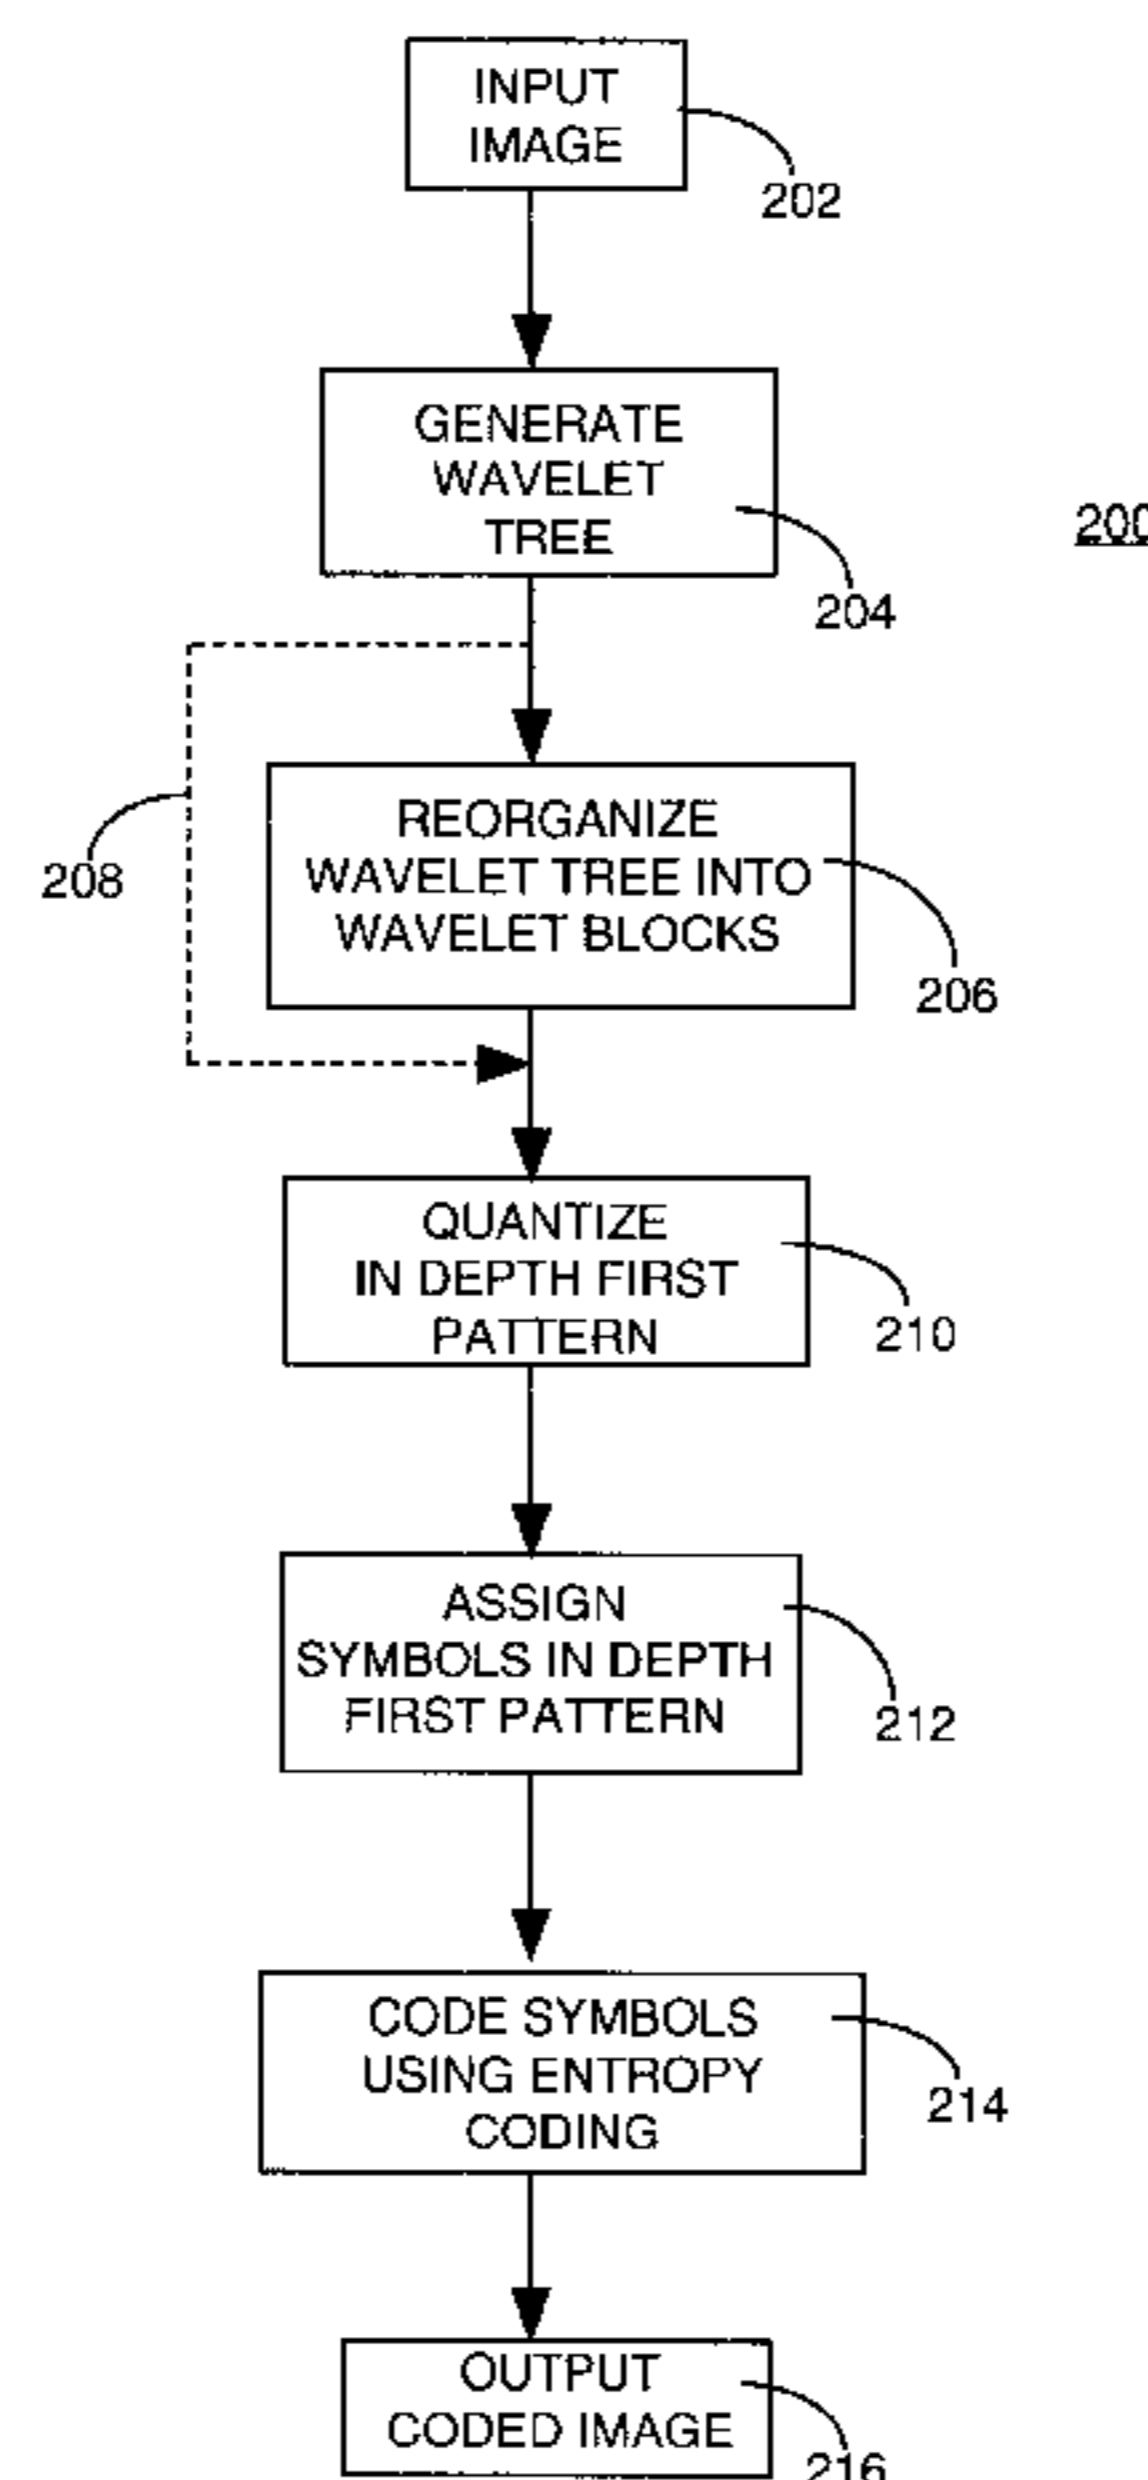 INPUT
IMAGE
202
GENERATE
WAVELET
TREE
200
204
REORGANIZE
WAVELET TREE INTO
WAVELET BLOCKS
208
206
QUANTIZE
IN DEPTH FIRST
PATTERN
210
ASSIGN
SYMBOLS IN DEPTH
FIRST PATTERN
212
CODE SYMBOLS
USING ENTROPY
CODING
214
OUTPUT
CODED IMAGE
216